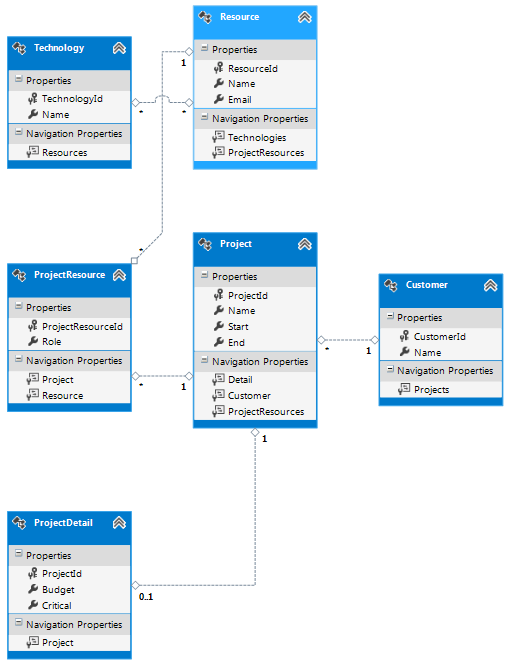 Technology
Properties
TechnologyId
Name
Navigation Properties
Resources
Resource
Properties
ResourceId
Name
Email
Navigation Properties
Technologies
ProjectResources
1
*
*
*
ProjectResource
Properties
ProjectResourceId
Role
Navigation Properties
Project
Resource
Project
Properties
ProjectId
Name
Start
End
Navigation Properties
Detail
Customer
ProjectResources
Customer
Properties
CustomerId
Name
Navigation Properties
Projects
*
1
*
1
1
ProjectDetail
Properties
ProjectId
Budget
Critical
Navigation Properties
Project
0..1